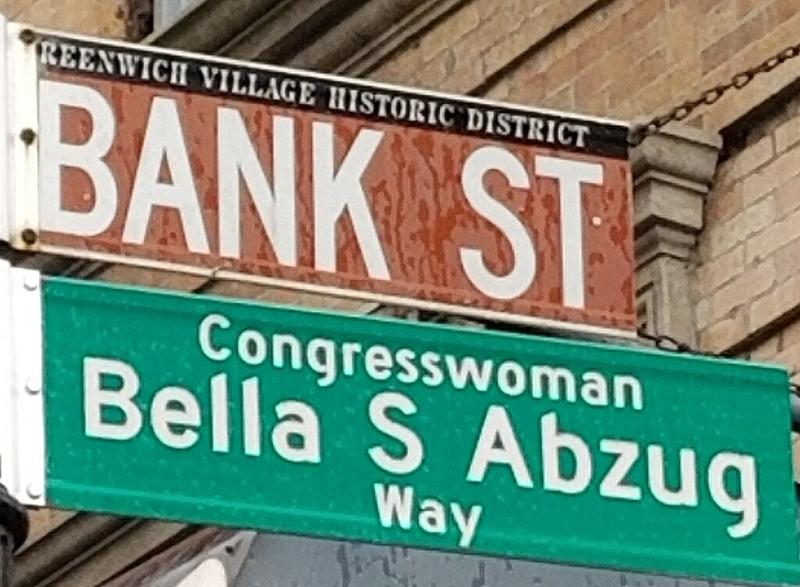 REENWICH VILLAGE HISTORIC DISTRICT
BANK ST
Congresswoman
Bella S Abzug
Way